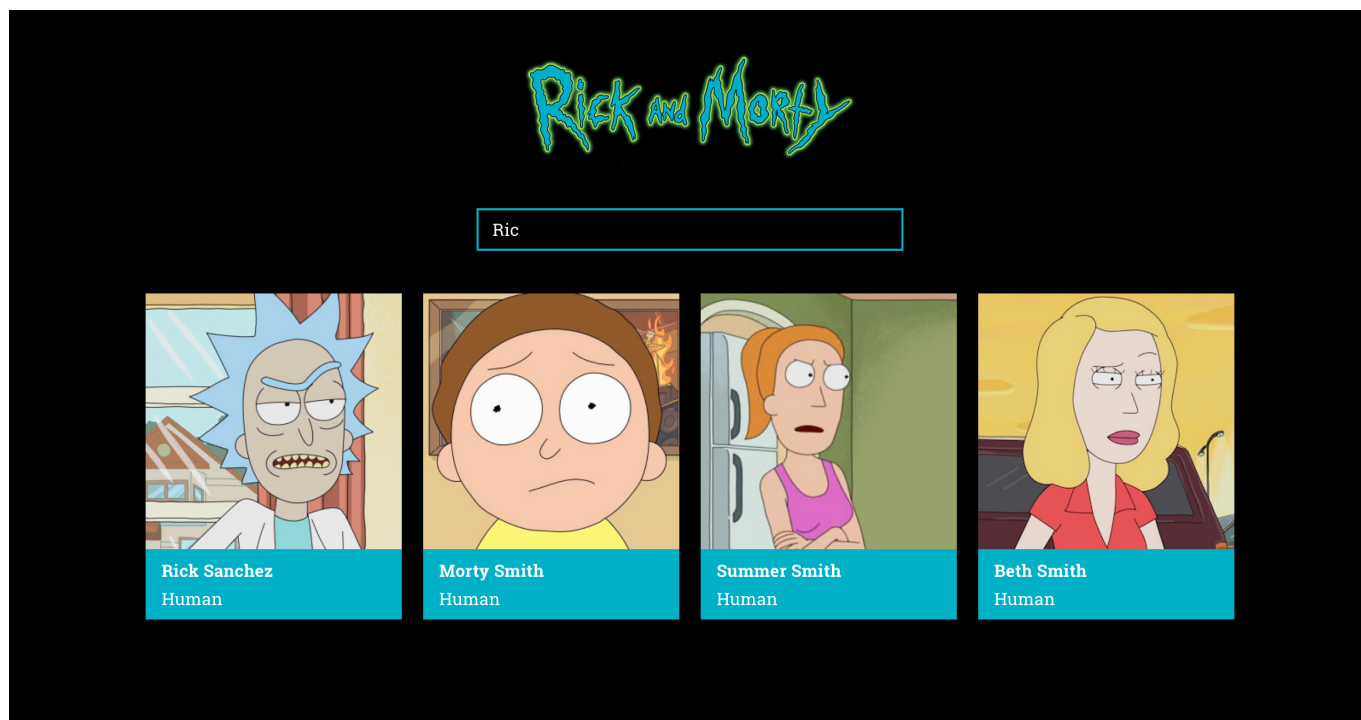 Rick and Morty
Ric
Rick Sanchez
Human
Morty Smith
Human
Summer Smith
Human
Beth Smith
Human